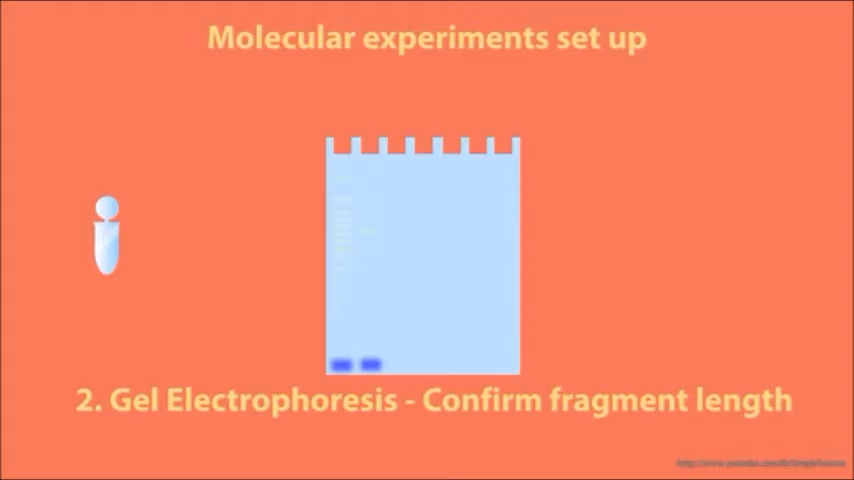 Molecular experiments set up
2. Gel Electrophoresis - Confirm fragment length